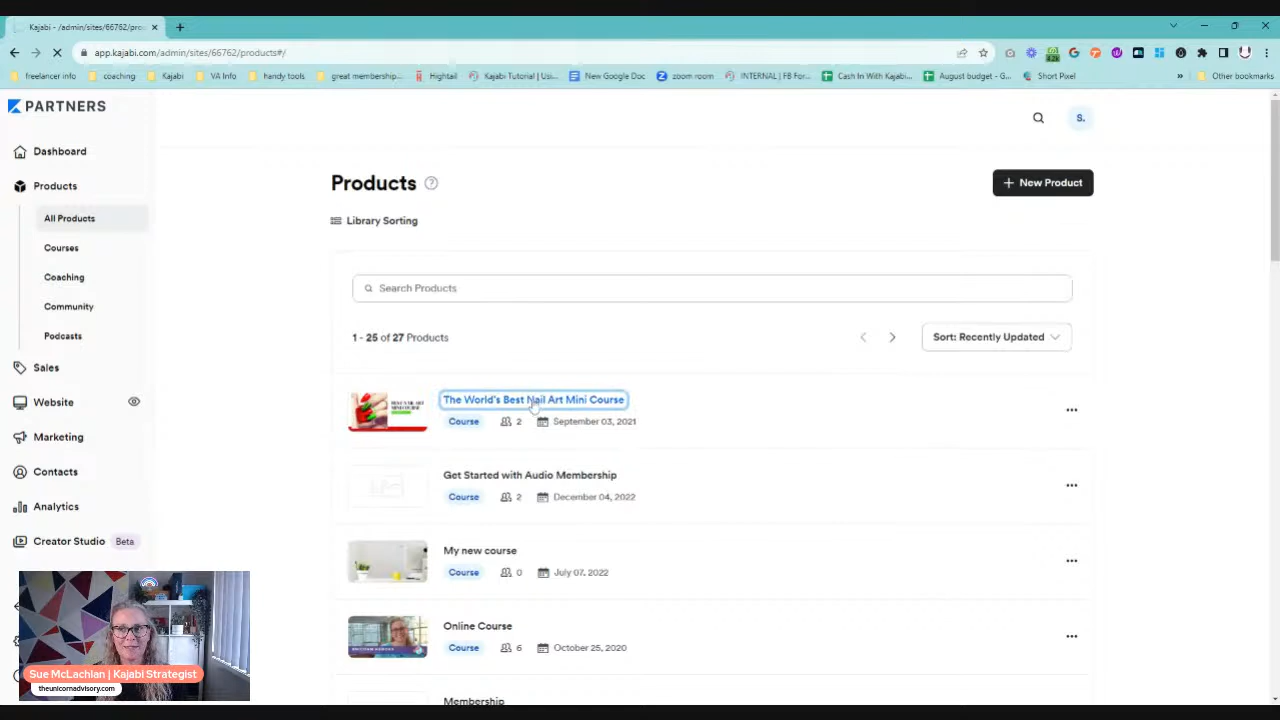 Kajabi - /admin/sites/66762/pro
app.kajabi.com/admin/sites/66762/products#/
freelancer info
coaching
Kajabi
VA Info
handy tools
great membership...
Hightail
Kajabi Tutorial | Usi...
New Google Doc
zoom room
INTERNAL | FB For...
Cash In With Kajabi...
August budget - G...
Short Pixel
»
Other bookmarks
PARTNERS
S.
Dashboard
Products
All Products
Courses
Coaching
Community
Podcasts
Sales
Website
Marketing
Contacts
Analytics
Creator Studio Beta
Products
+ New Product
Library Sorting
Search Products
1 - 25 of 27 Products
Sort: Recently Updated
The World's Best Nail Art Mini Course
Course 2 September 03, 2021
Get Started with Audio Membership
Course 2 December 04, 2022
My new course
Course 0 July 07, 2022
Online Course
Course 6 October 25, 2020
Membership
Sue McLachlan | Kajabi Strategist
theunicornadvisory.com